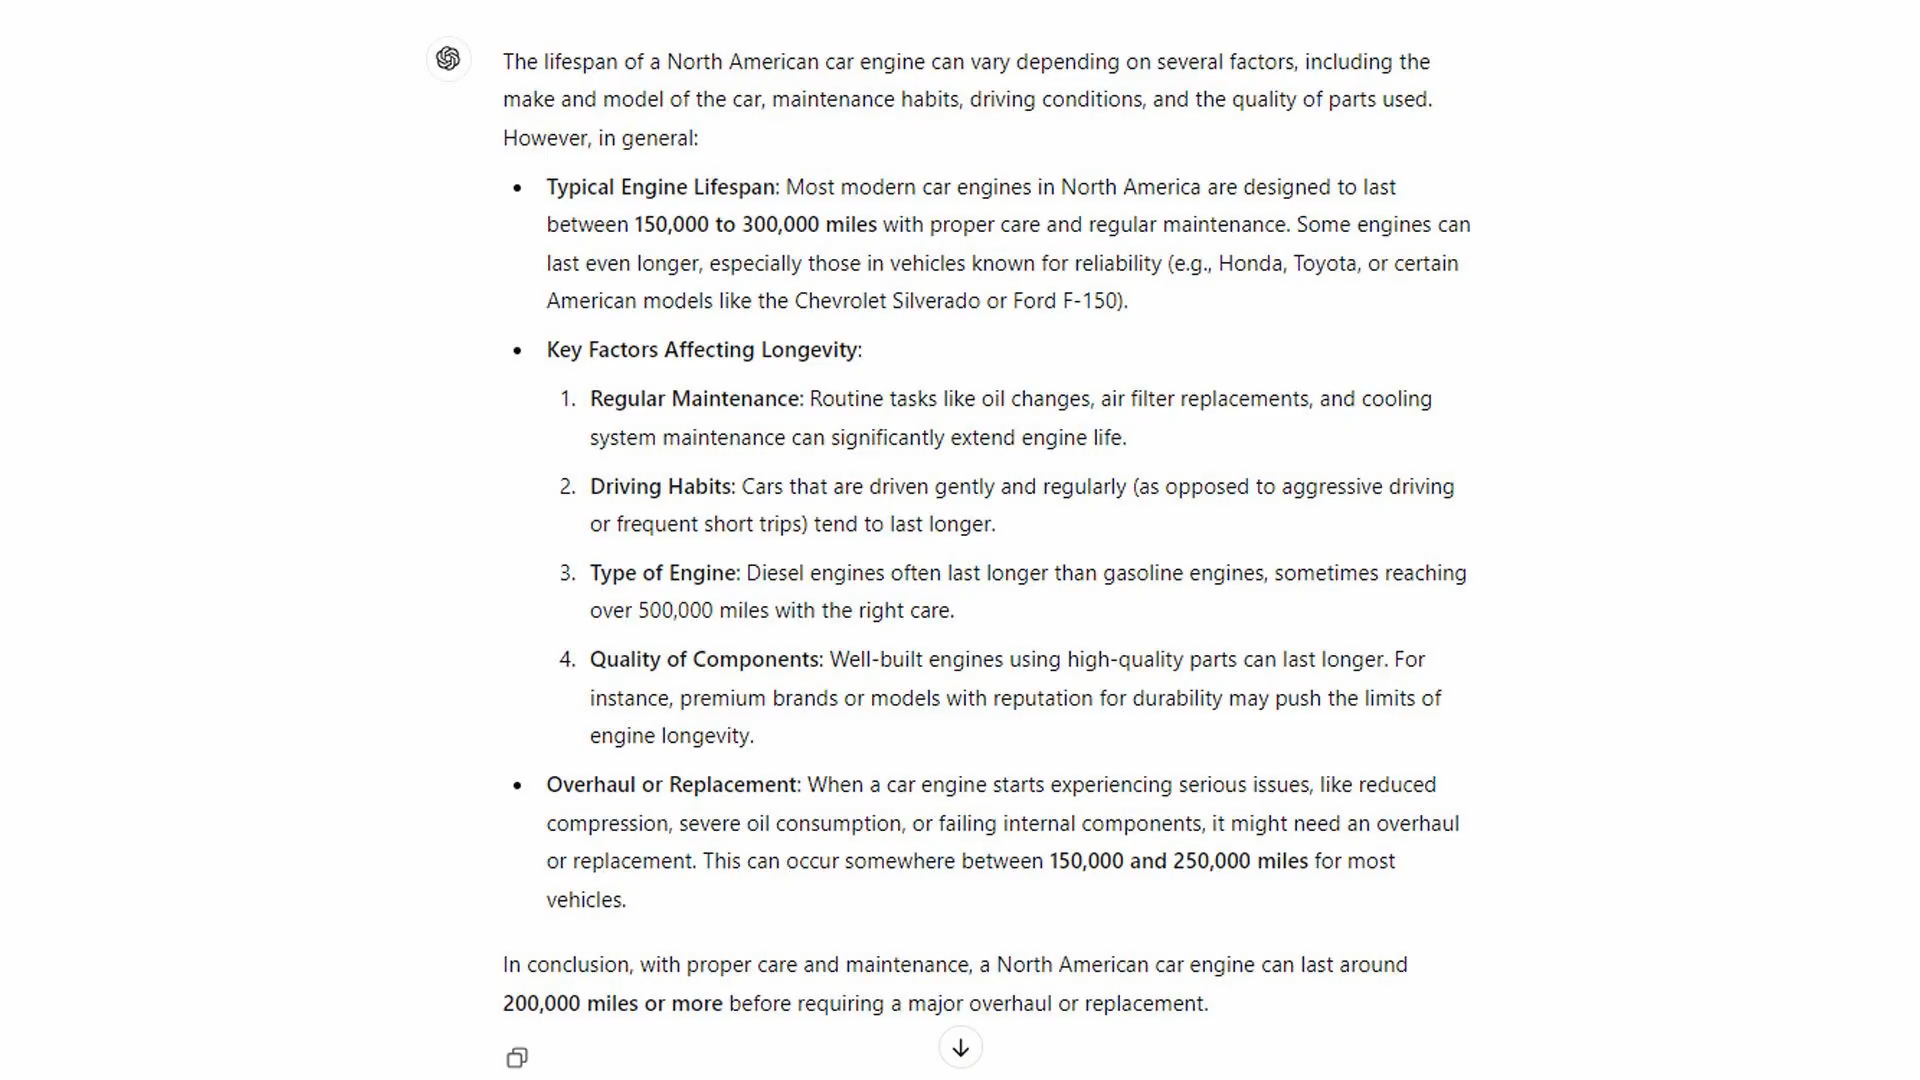 The lifespan of a North American car engine can vary depending on several factors, including the
make and model of the car, maintenance habits, driving conditions, and the quality of parts used.
However, in general:
• Typical Engine Lifespan: Most modern car engines in North America are designed to last
between 150,000 to 300,000 miles with proper care and regular maintenance. Some engines can
last even longer, especially those in vehicles known for reliability (e.g., Honda, Toyota, or certain
American models like the Chevrolet Silverado or Ford F-150).
• Key Factors Affecting Longevity:
1. Regular Maintenance: Routine tasks like oil changes, air filter replacements, and cooling
system maintenance can significantly extend engine life.
2. Driving Habits: Cars that are driven gently and regularly (as opposed to aggressive driving
or frequent short trips) tend to last longer.
3. Type of Engine: Diesel engines often last longer than gasoline engines, sometimes reaching
over 500,000 miles with the right care.
4. Quality of Components: Well-built engines using high-quality parts can last longer. For
instance, premium brands or models with reputation for durability may push the limits of
engine longevity.
• Overhaul or Replacement: When a car engine starts experiencing serious issues, like reduced
compression, severe oil consumption, or failing internal components, it might need an overhaul
or replacement. This can occur somewhere between 150,000 and 250,000 miles for most
vehicles.
In conclusion, with proper care and maintenance, a North American car engine can last around
200,000 miles or more before requiring a major overhaul or replacement.